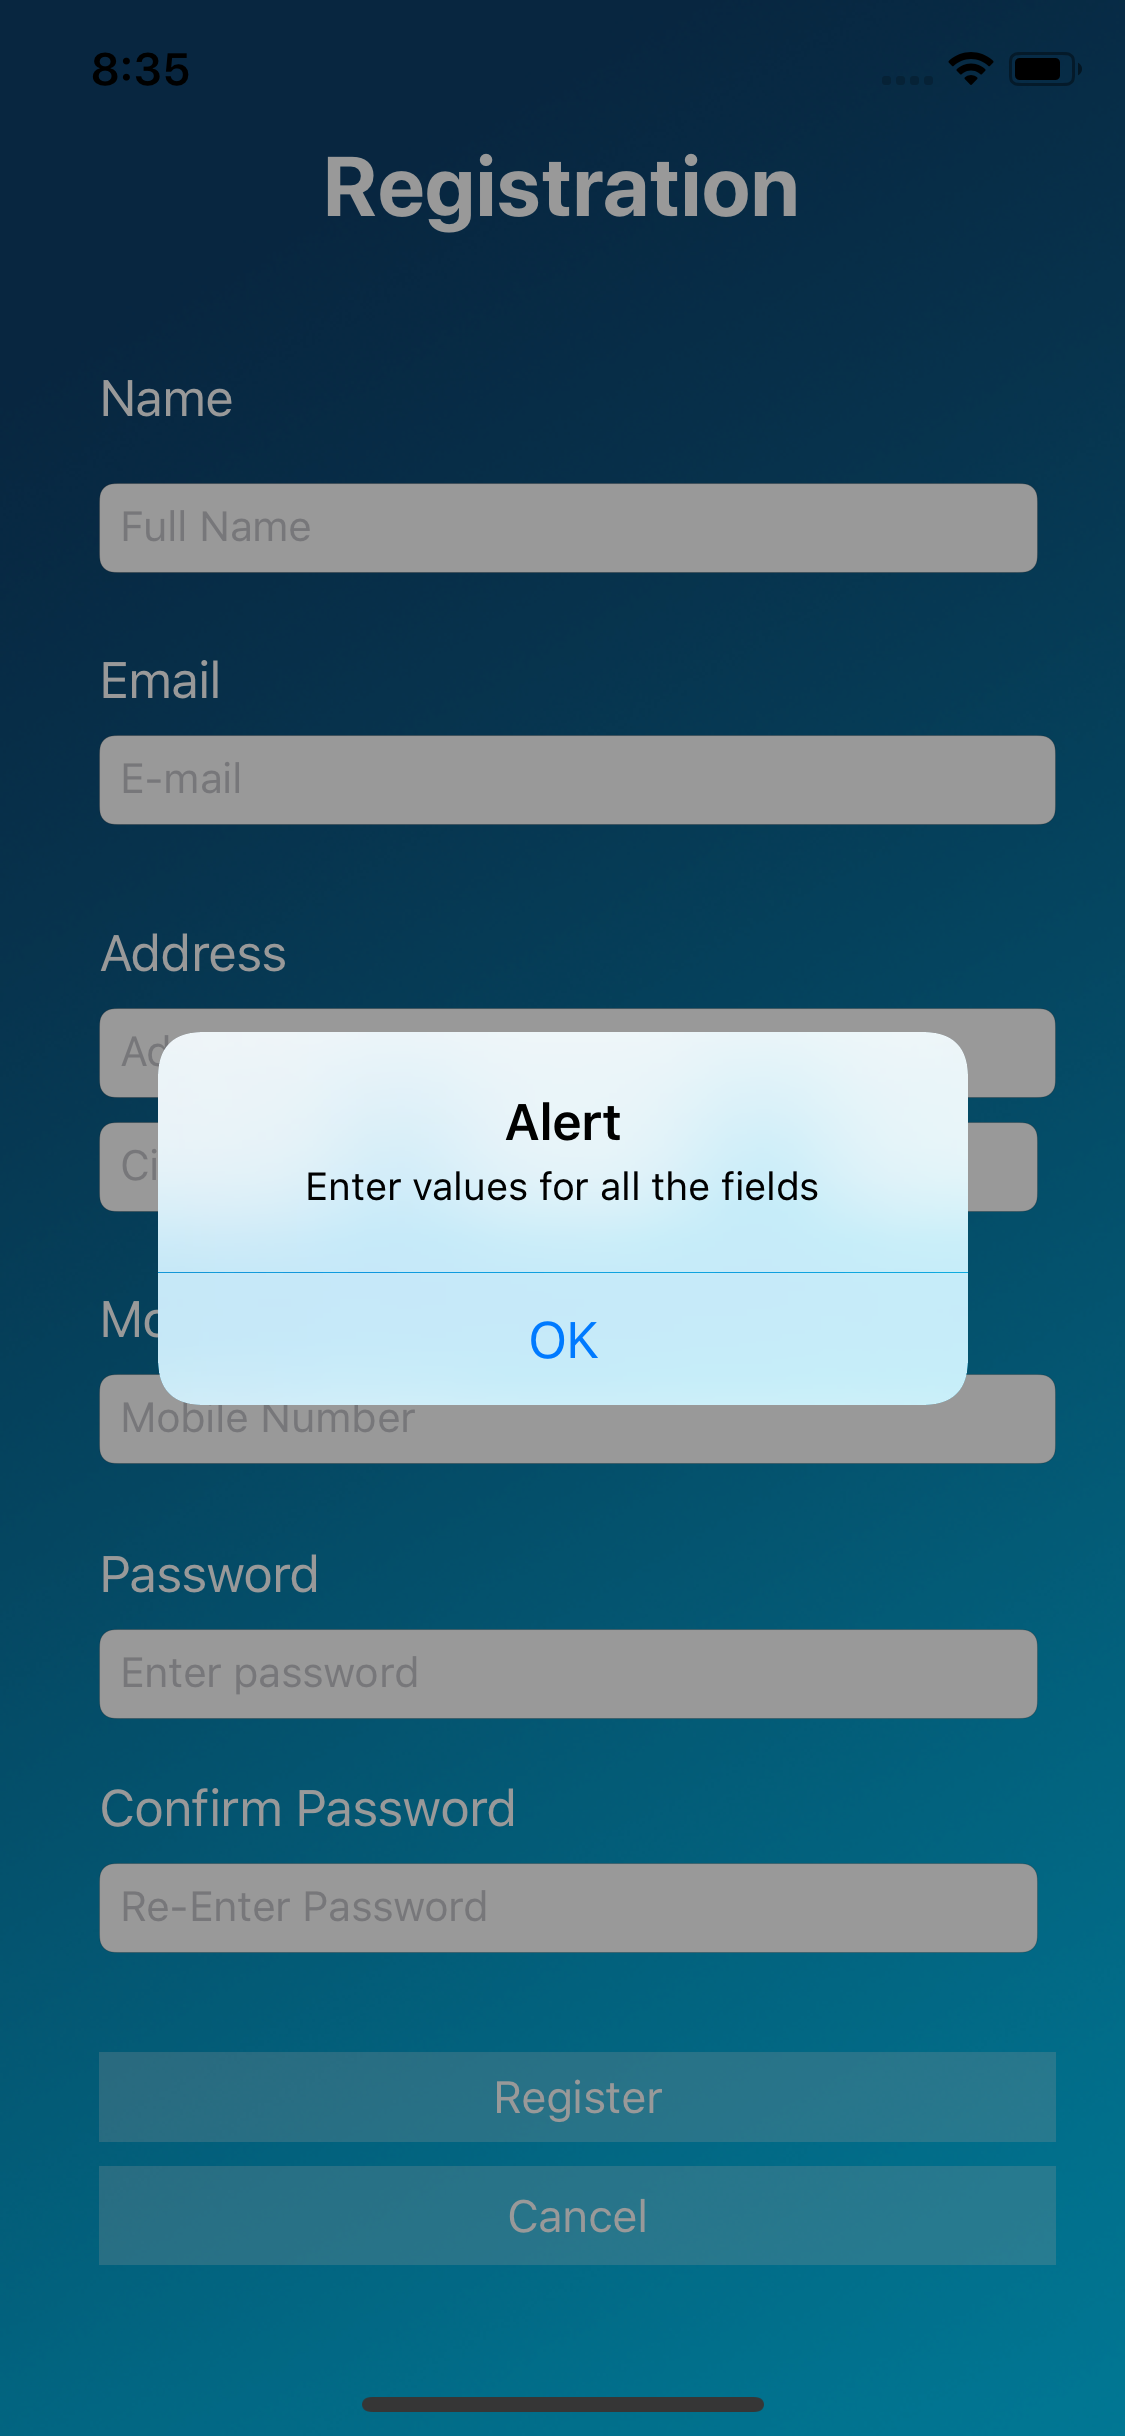 8:35
Registration
Name
Full Name
Email
E-mail
Address
Alert
Enter values for all the fields
OK
Mobile Number
Password
Enter password
Confirm Password
Re-Enter Password
Register
Cancel